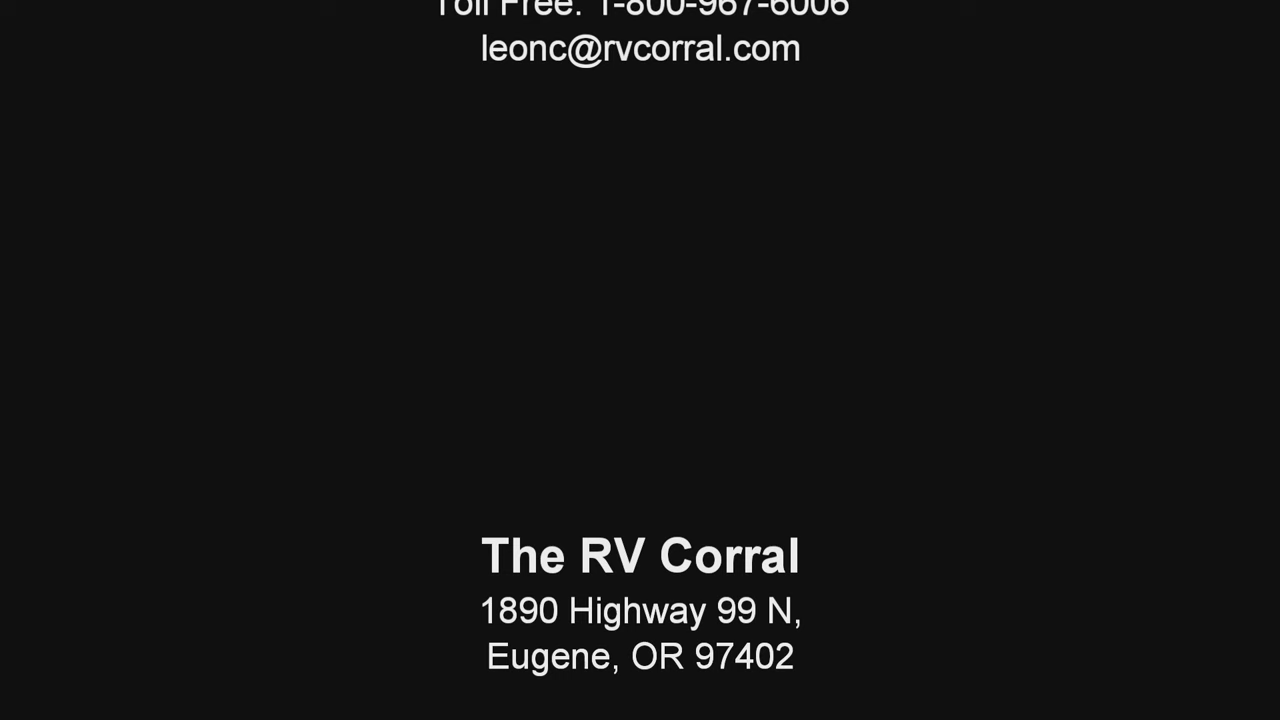 Toll Free: 1-800-967-6006
leonc@rvcorral.com
The RV Corral
1890 Highway 99 N,
Eugene, OR 97402